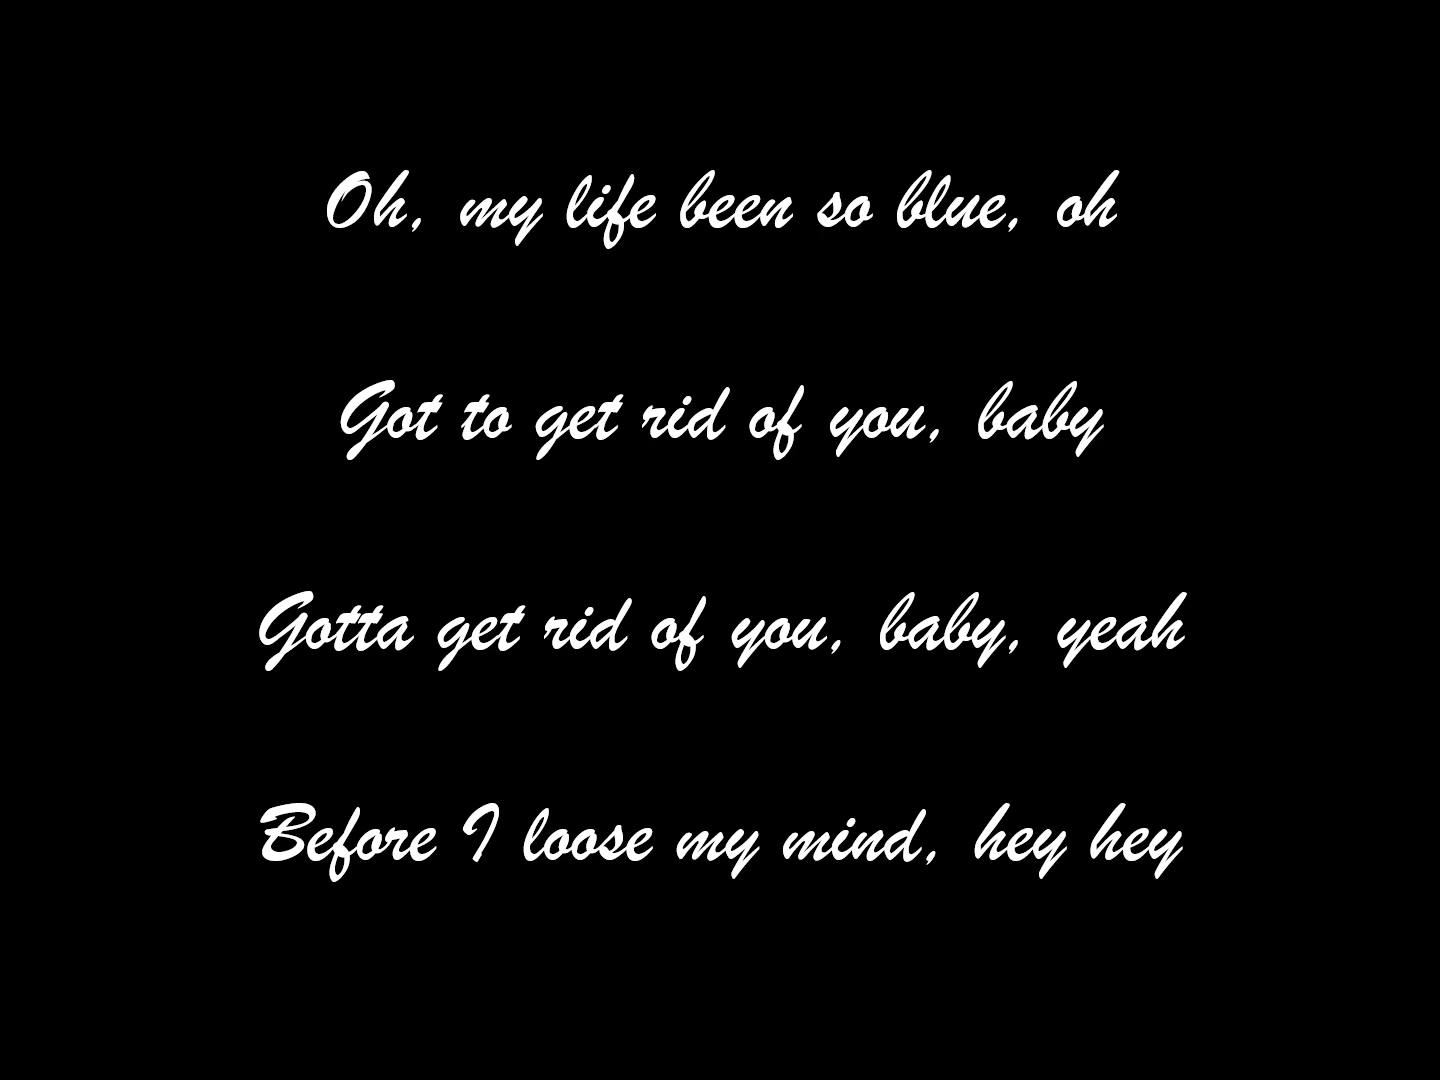 Oh, my life been so blue, oh
Got to get rid of you, baby
Gotta get rid of you, baby, yeah
Before I loose my mind, hey hey